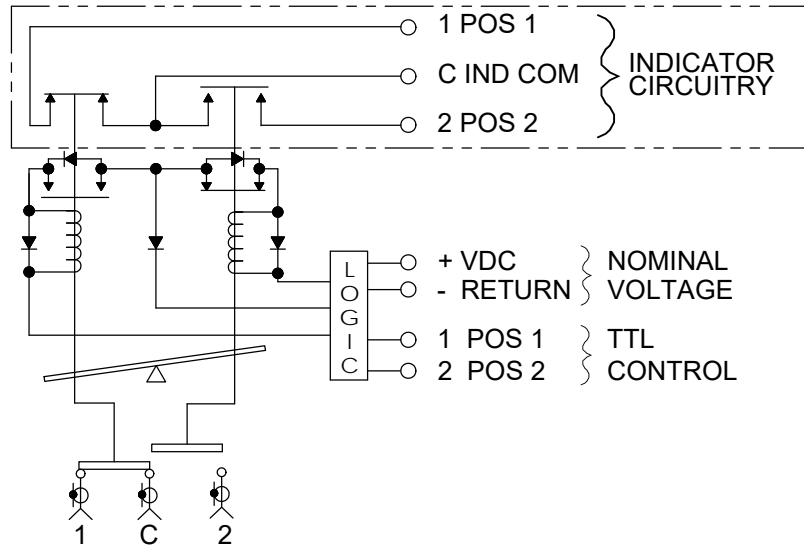 1 POS 1
C IND COM
2 POS 2
INDICATOR
CIRCUITRY
LOGIC
+ VDC
- RETURN
NOMINAL
VOLTAGE
1 POS 1
2 POS 2
TTL
CONTROL
1 C 2